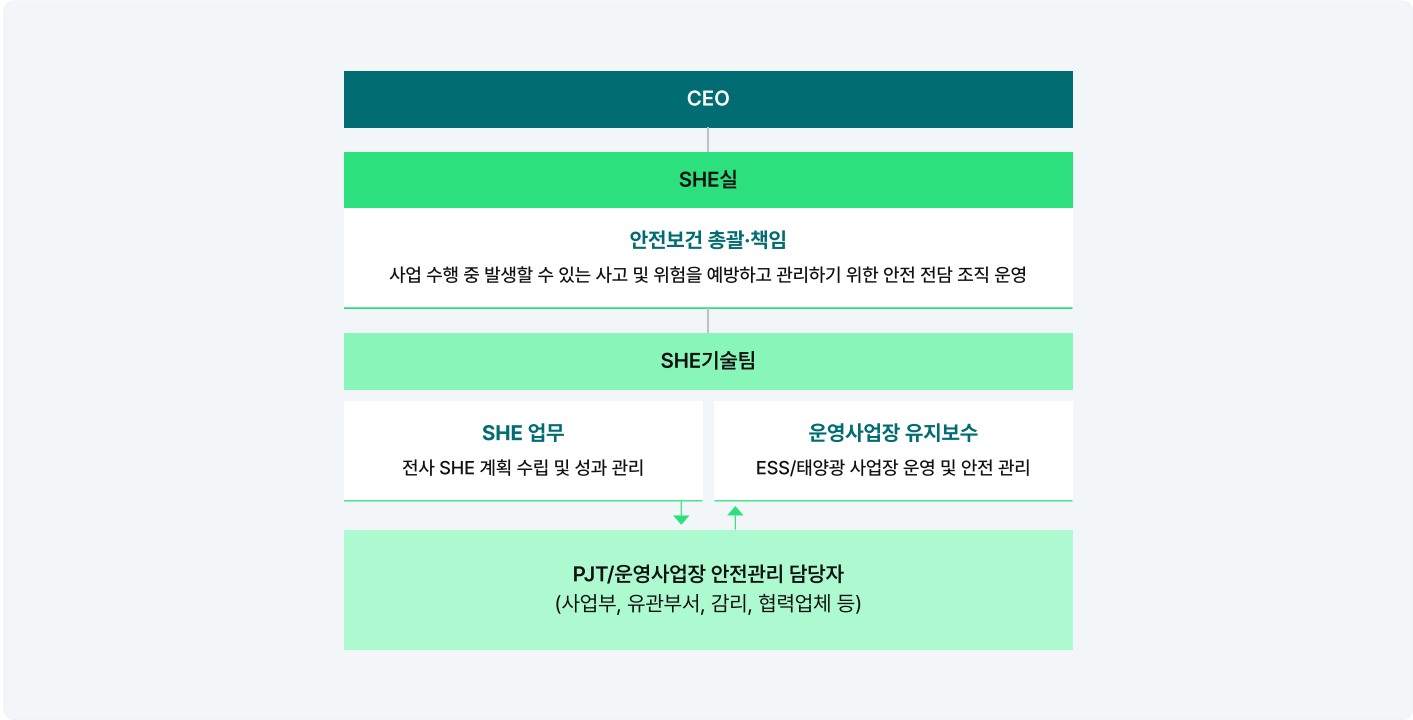 CEO
SHE실
안전보건 총괄·책임
사업 수행 중 발생할 수 있는 사고 및 위험을 예방하고 관리하기 위한 안전 전담 조직 운영
SHE기술팀
SHE 업무
전사 SHE 계획 수립 및 성과 관리
운영사업장 유지보수
ESS/태양광 사업장 운영 및 안전 관리
PJT/운영사업장 안전관리 담당자
(사업부, 유관부서, 감리, 협력업체 등)